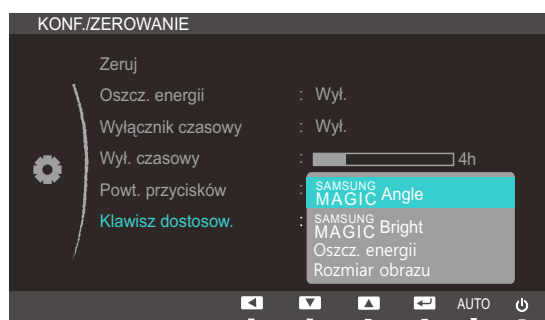 KONF./ZEROWANIE
Zeruj
Oszcz. energii : Wył.
Wyłącznik czasowy : Wył.
Wył. czasowy : 4h
Powt. przycisków :
Klawisz dostosow. :
SAMSUNG MAGIC Angle
SAMSUNG MAGIC Bright
Oszcz. energii
Rozmiar obrazu
AUTO